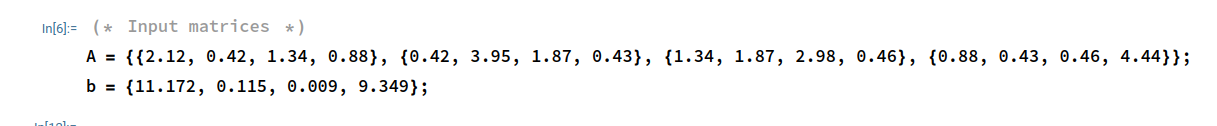 In[6]:= (* Input matrices *)
A = {{2.12, 0.42, 1.34, 0.88}, {0.42, 3.95, 1.87, 0.43}, {1.34, 1.87, 2.98, 0.46}, {0.88, 0.43, 0.46, 4.44}};
b = {11.172, 0.115, 0.009, 9.349};